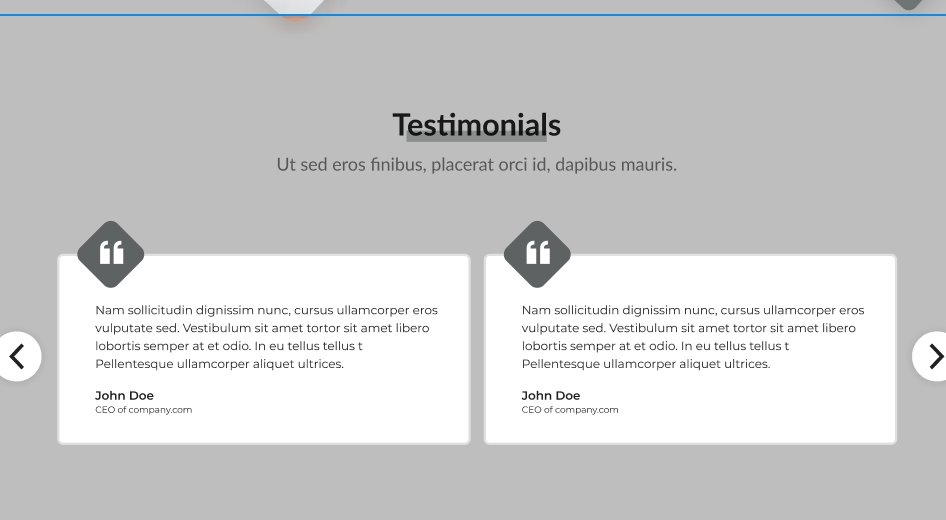 Testimonials
Ut sed eros finibus, placerat orci id, dapibus mauris.
Nam sollicitudin dignissim nunc, cursus ullamcorper eros
vulputate sed. Vestibulum sit amet tortor sit amet libero
lobortis semper at et odio. In eu tellus tellus t
Pellentesque ullamcorper aliquet ultrices.
John Doe
CEO of company.com
Nam sollicitudin dignissim nunc, cursus ullamcorper eros
vulputate sed. Vestibulum sit amet tortor sit amet libero
lobortis semper at et odio. In eu tellus tellus t
Pellentesque ullamcorper aliquet ultrices.
John Doe
CEO of company.com